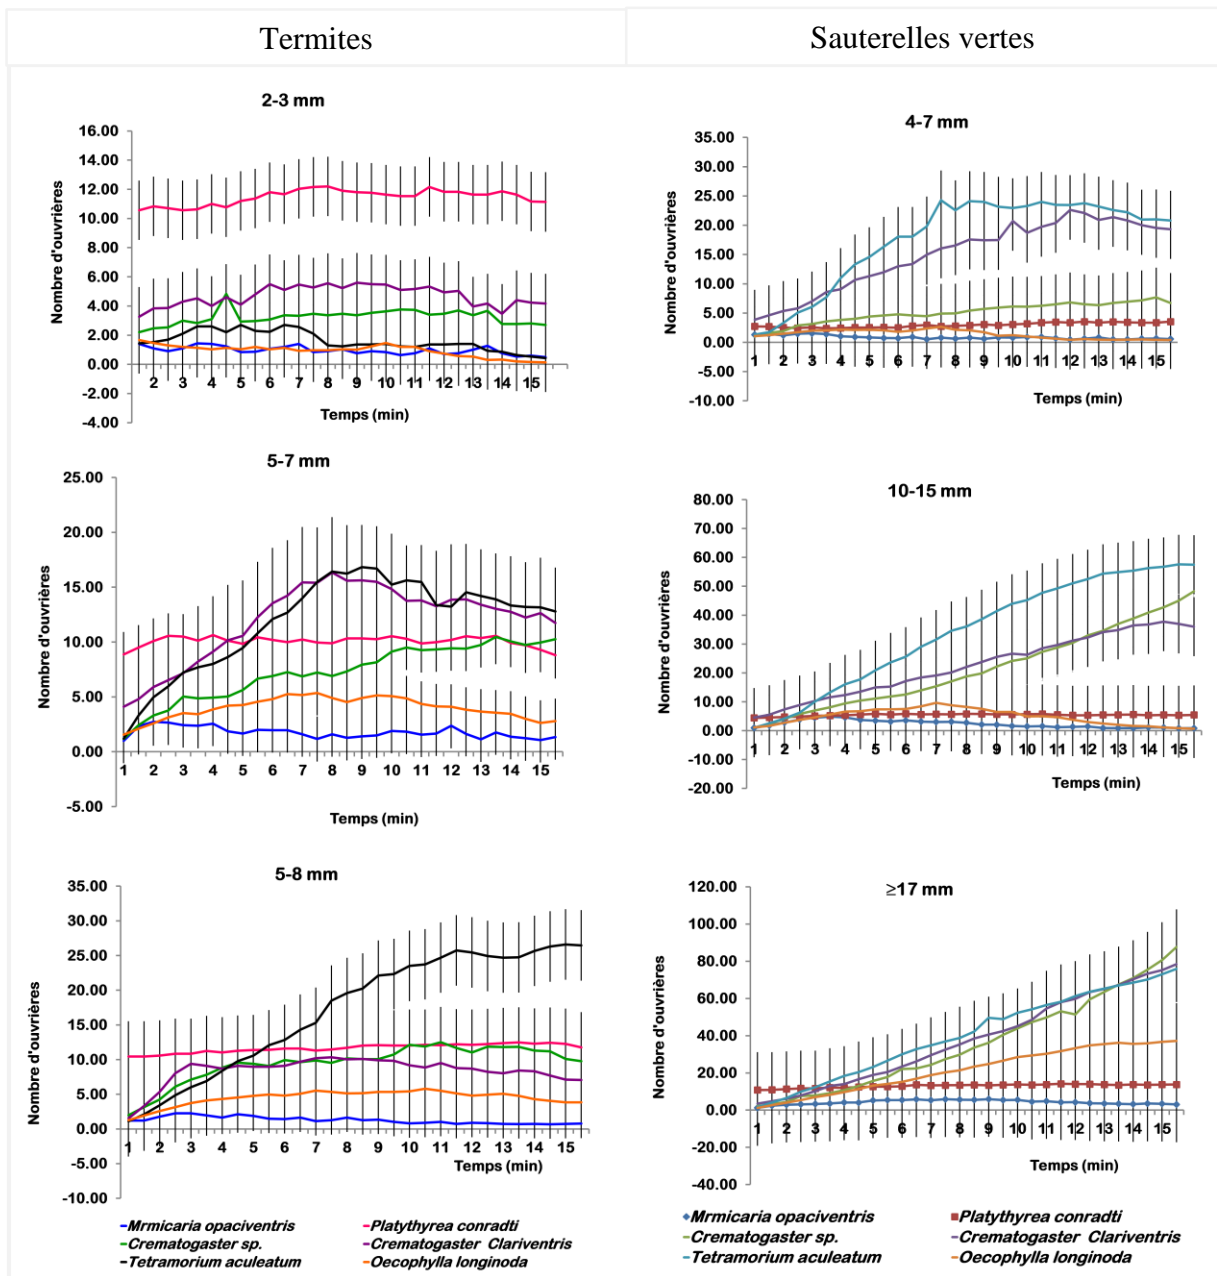 Termites
Sauterelles vertes
2-3 mm
16.00
14.00
12.00
10.00
8.00
6.00
4.00
2.00
0.00
-2.00
-4.00
Nombre d'ouvrières
2 3 4 5 6 7 8 9 10 11 12 13 14 15
Temps (min)
4-7 mm
35.00
30.00
25.00
20.00
15.00
10.00
5.00
0.00
-5.00
-10.00
Nombre d'ouvrières
1 2 3 4 5 6 7 8 9 10 11 12 13 14 15
Temps (min)
5-7 mm
25.00
20.00
15.00
10.00
5.00
0.00
-5.00
Nombre d'ouvrières
1 2 3 4 5 6 7 8 9 10 11 12 13 14 15
Temps (min)
10-15 mm
80.00
70.00
60.00
50.00
40.00
30.00
20.00
10.00
0.00
-10.00
-20.00
Nombre d'ouvrières
1 2 3 4 5 6 7 8 9 10 11 12 13 14 15
Temps (min)
5-8 mm
35.00
30.00
25.00
20.00
15.00
10.00
5.00
0.00
-5.00
-10.00
Nombre d'ouvrières
1 2 3 4 5 6 7 8 9 10 11 12 13 14 15
Temps (min)
≥17 mm
120.00
100.00
80.00
60.00
40.00
20.00
0.00
-20.00
-40.00
Nombre d'ouvrières
1 2 3 4 5 6 7 8 9 10 11 12 13 14 15
Temps (min)
Mrmicaria opaciventris
Platythyrea conradti
Crematogaster sp.
Crematogaster Clariventris
Tetramorium aculeatum
Oecophylla longinoda
Mrmicaria opaciventris
Platythyrea conradti
Crematogaster sp.
Crematogaster Clariventris
Tetramorium aculeatum
Oecophylla longinoda